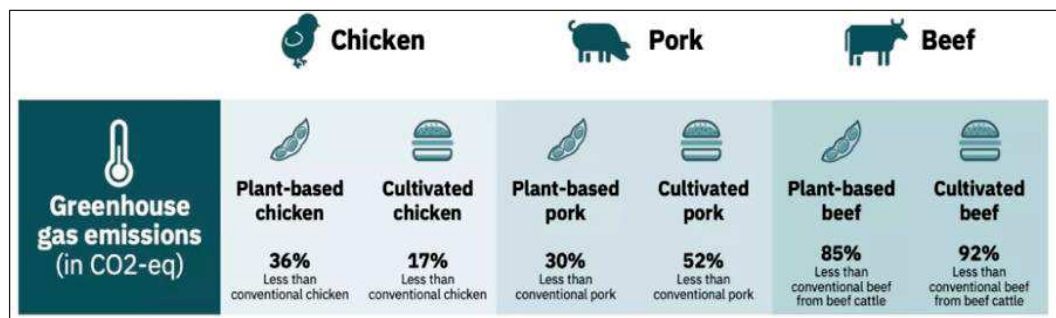 Chicken
Pork
Beef
Greenhouse
gas emissions
(in CO2-eq)
Plant-based
chicken
36%
Less than
conventional chicken
Cultivated
chicken
17%
Less than
conventional chicken
Plant-based
pork
30%
Less than
conventional pork
Cultivated
pork
52%
Less than
conventional pork
Plant-based
beef
85%
Less than
conventional beef
from beef cattle
Cultivated
beef
92%
Less than
conventional beef
from beef cattle